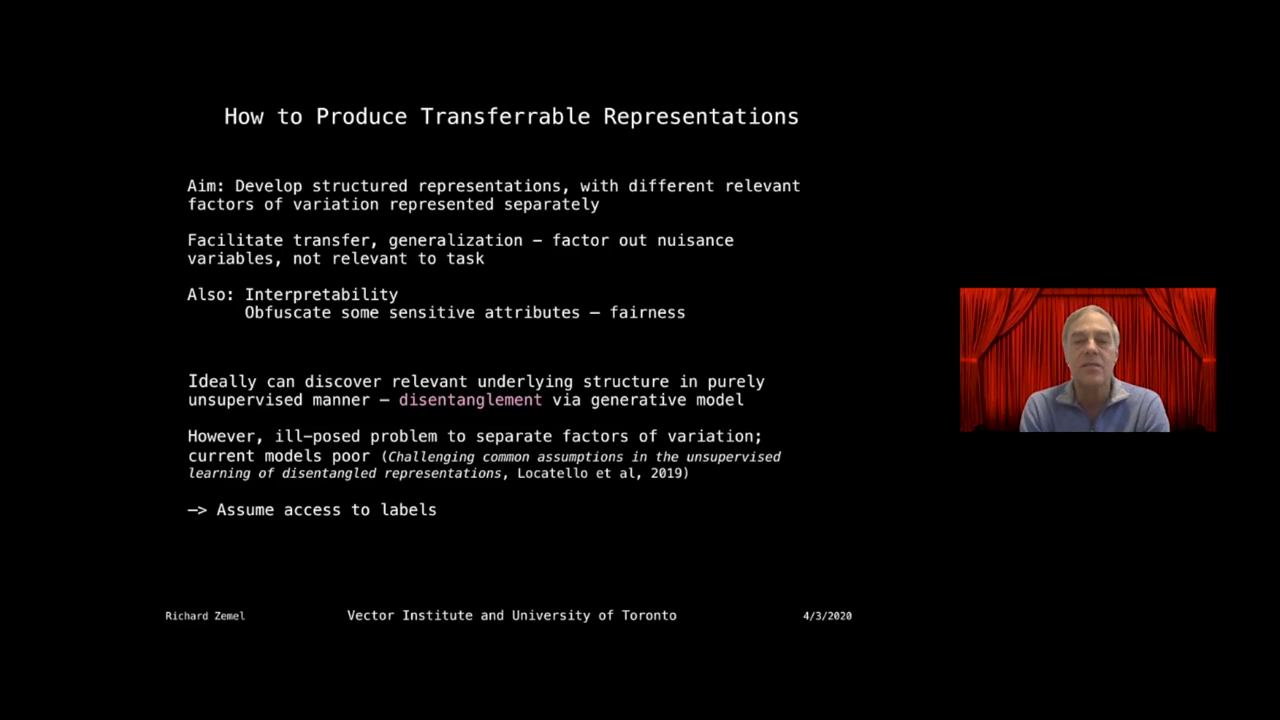 How to Produce Transferrable Representations
Aim: Develop structured representations, with different relevant
factors of variation represented separately
Facilitate transfer, generalization – factor out nuisance
variables, not relevant to task
Also: Interpretability
Obfuscate some sensitive attributes – fairness
Ideally can discover relevant underlying structure in purely
unsupervised manner – disentanglement via generative model
However, ill-posed problem to separate factors of variation;
current models poor (Challenging common assumptions in the unsupervised
learning of disentangled representations, Locatello et al, 2019)
—> Assume access to labels
Richard Zemel
Vector Institute and University of Toronto
4/3/2020